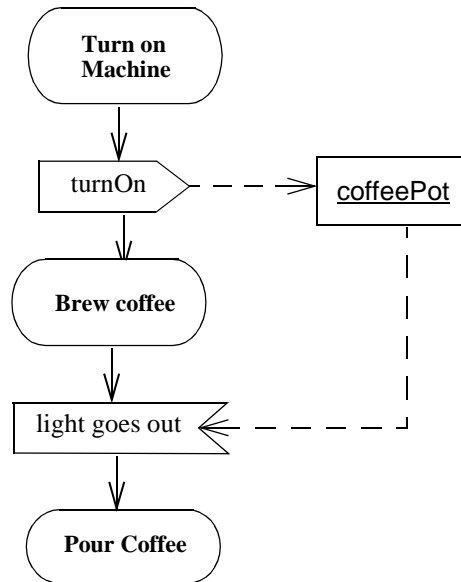 Turn on
Machine
turnOn
coffeePot
Brew coffee
light goes out
Pour Coffee